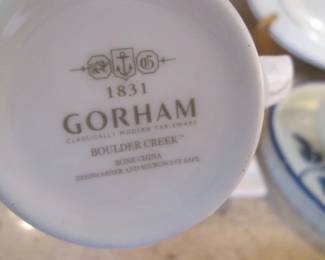 1831
GORHAM
CLASSICALLY MODERN TABLEWARE
BOULDER CREEK™
BONE CHINA
DISHWASHER AND MICROWAVE SAFE